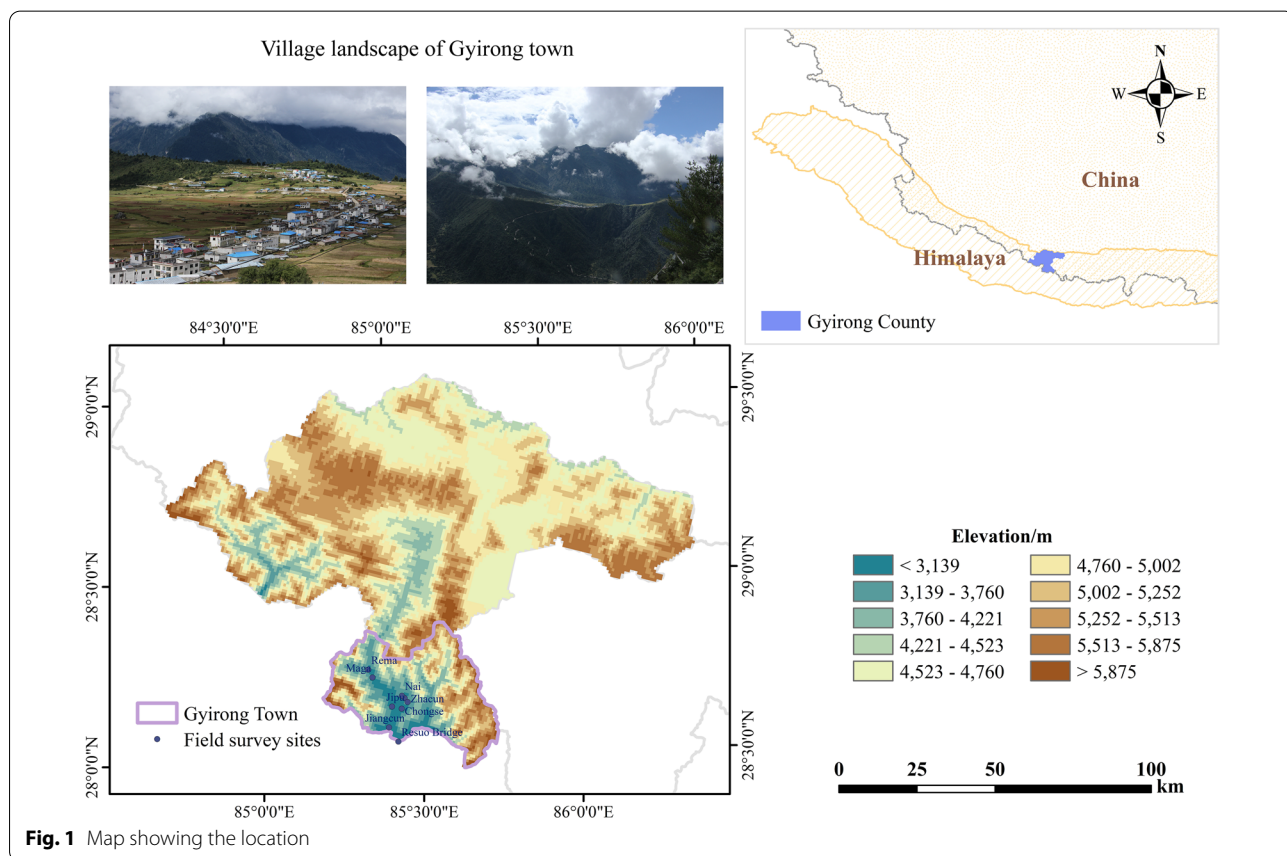 Village landscape of Gyirong town
N
W E
S
China
Himalaya
Gyirong County
84°30'0"E 85°0'0"E 85°30'0"E 86°0'0"E
29°0'0"N
28°30'0"N
28°0'0"N
29°30'0"N
29°0'0"N
28°30'0"N
Rema
Maga
Nai
Jipu Zhacun
Chongse
Jiangcun
Resuo Bridge
Gyirong Town
Field survey sites
85°0'0"E 85°30'0"E 86°0'0"E
Elevation/m
< 3,139
3,139 - 3,760
3,760 - 4,221
4,221 - 4,523
4,523 - 4,760
4,760 - 5,002
5,002 - 5,252
5,252 - 5,513
5,513 - 5,875
> 5,875
0 25 50 100
km
Fig. 1 Map showing the location